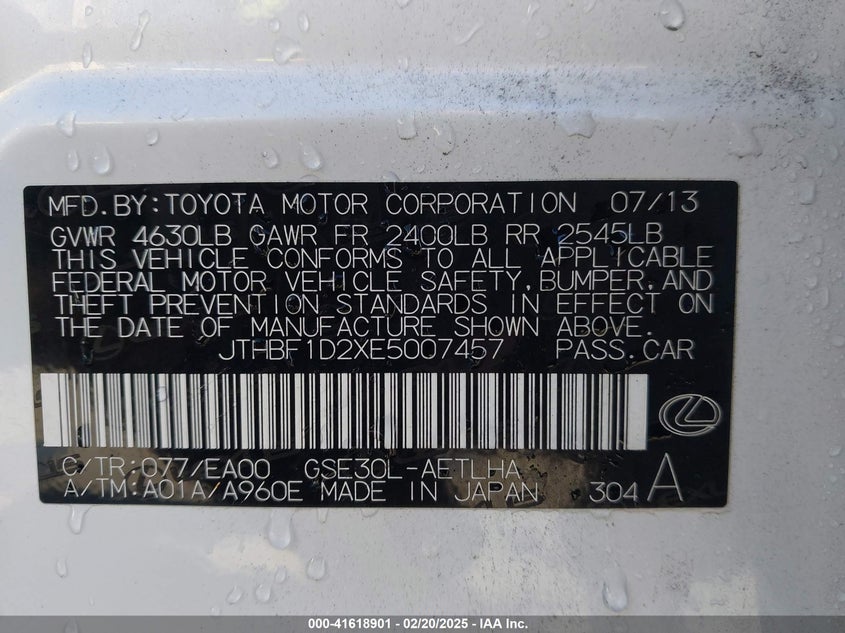 MFD.BY:TOYOTA MOTOR CORPORATION 07/13
GVWR 4630LB GAWR FR 2400LB RR 2545LB
THIS VEHICLE CONFORMS TO ALL APPLICABLE
FEDERAL MOTOR VEHICLE SAFETY,BUMPER,AND
THEFT PREVENTION STANDARDS IN EFFECT ON
THE DATE OF MANUFACTURE SHOWN ABOVE.
JTHBF1D2XE5007457 PASS.CAR
C/TR:077/EA00 GSE30L-AETLHA
A/TM:A01A/A960E MADE IN JAPAN 304 A
000-41618901 - 02/20/2025 - IAA Inc.